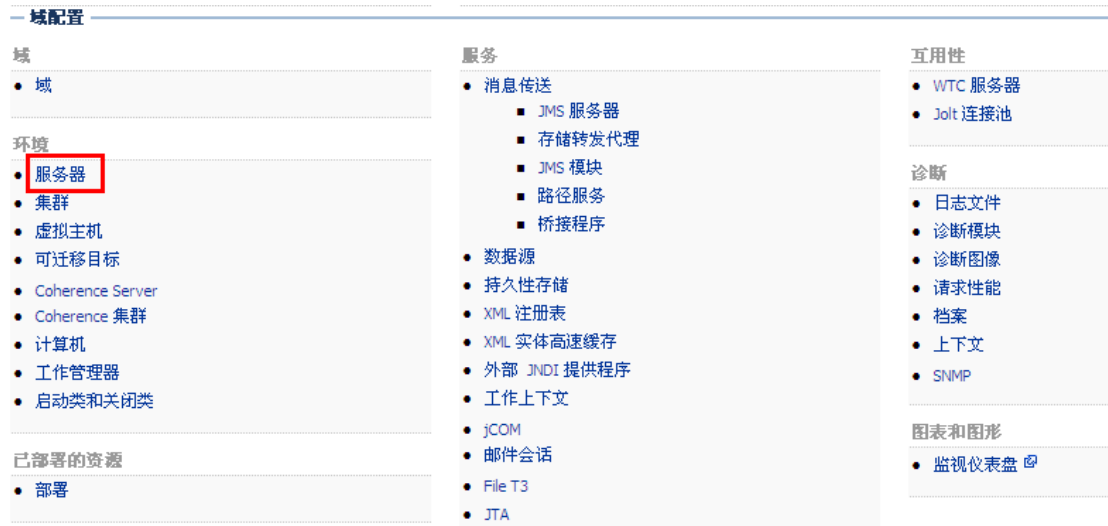 域配置
域
域
环境
服务器
集群
虚拟主机
可迁移目标
Coherence Server
Coherence 集群
计算机
工作管理器
启动类和关闭类
已部署的资源
部署
服务
消息传送
JMS 服务器
存储转发代理
JMS 模块
路径服务
桥接程序
数据源
持久性存储
XML 注册表
XML 实体高速缓存
外部 JNDI 提供程序
工作上下文
jCOM
邮件会话
File T3
JTA
互用性
WTC 服务器
Jolt 连接池
诊断
日志文件
诊断模块
诊断图像
请求性能
档案
上下文
SNMP
图表和图形
监视仪表盘